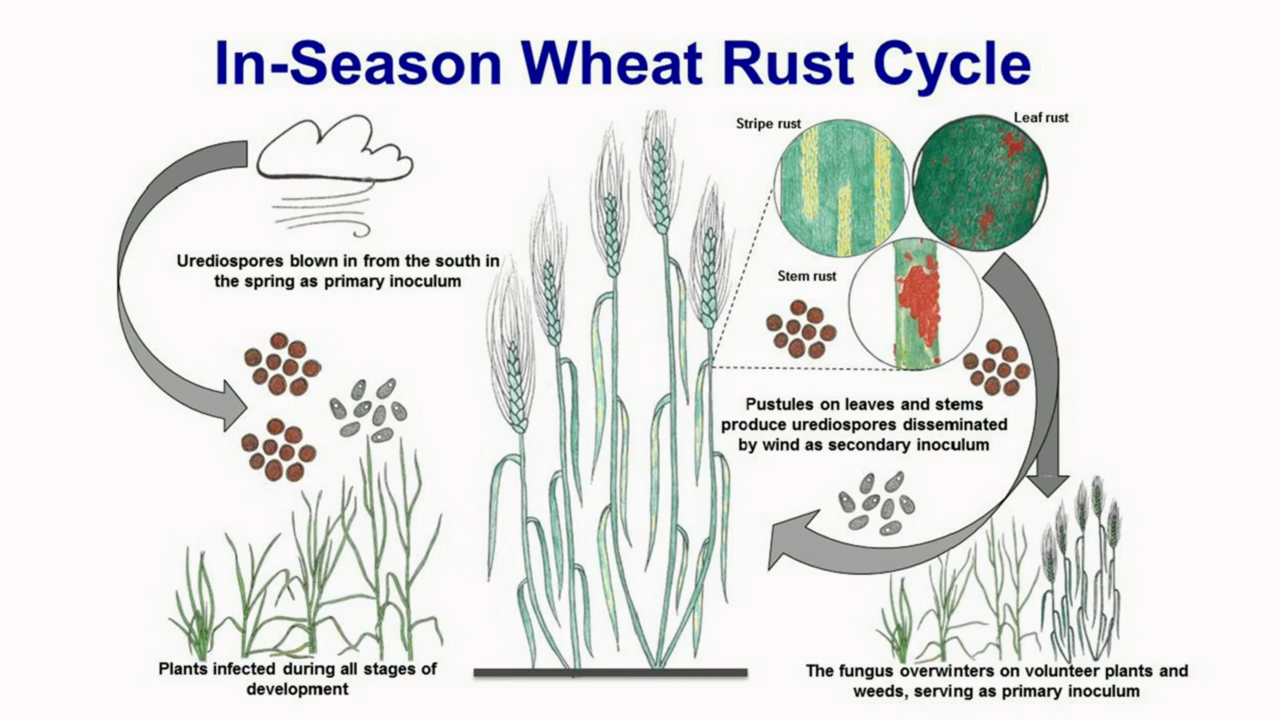 In-Season Wheat Rust Cycle
Stripe rust
Leaf rust
Urediospores blown in from the south in
the spring as primary inoculum
Stem rust
Pustules on leaves and stems
produce urediospores disseminated
by wind as secondary inoculum
Plants infected during all stages of
development
The fungus overwinters on volunteer plants and
weeds, serving as primary inoculum